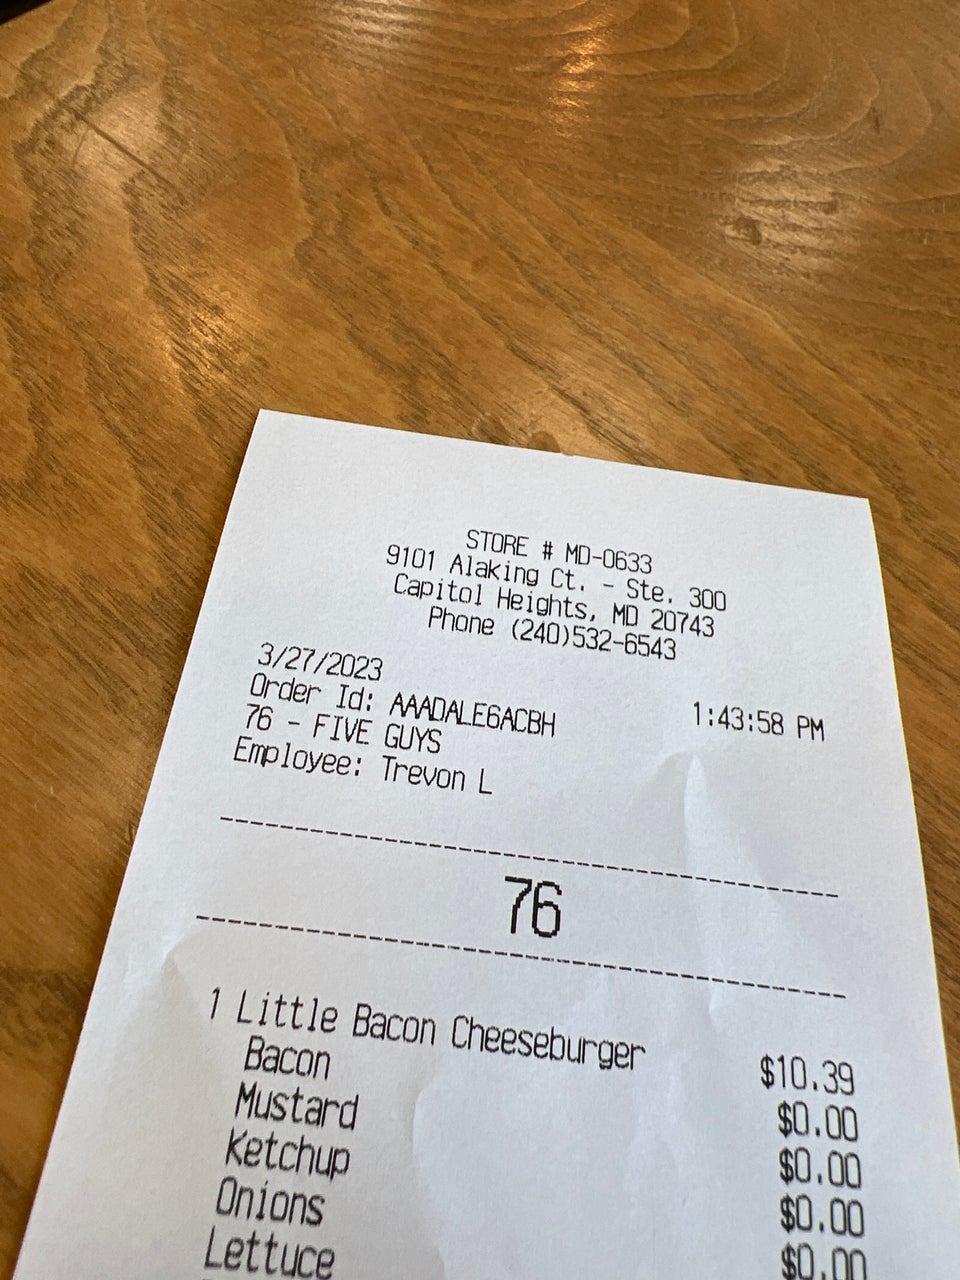 STORE # MD-0633
9101 Alaking Ct. - Ste. 300
Capitol Heights, MD 20743
Phone (240)532-6543
3/27/2023 1:43:58 PM
Order Id: AAADALE6ACBH
76 - FIVE GUYS
Employee: Trevon L
76
1 Little Bacon Cheeseburger $10.39
Bacon $0.00
Mustard $0.00
Ketchup $0.00
Onions $0.00
Lettuce